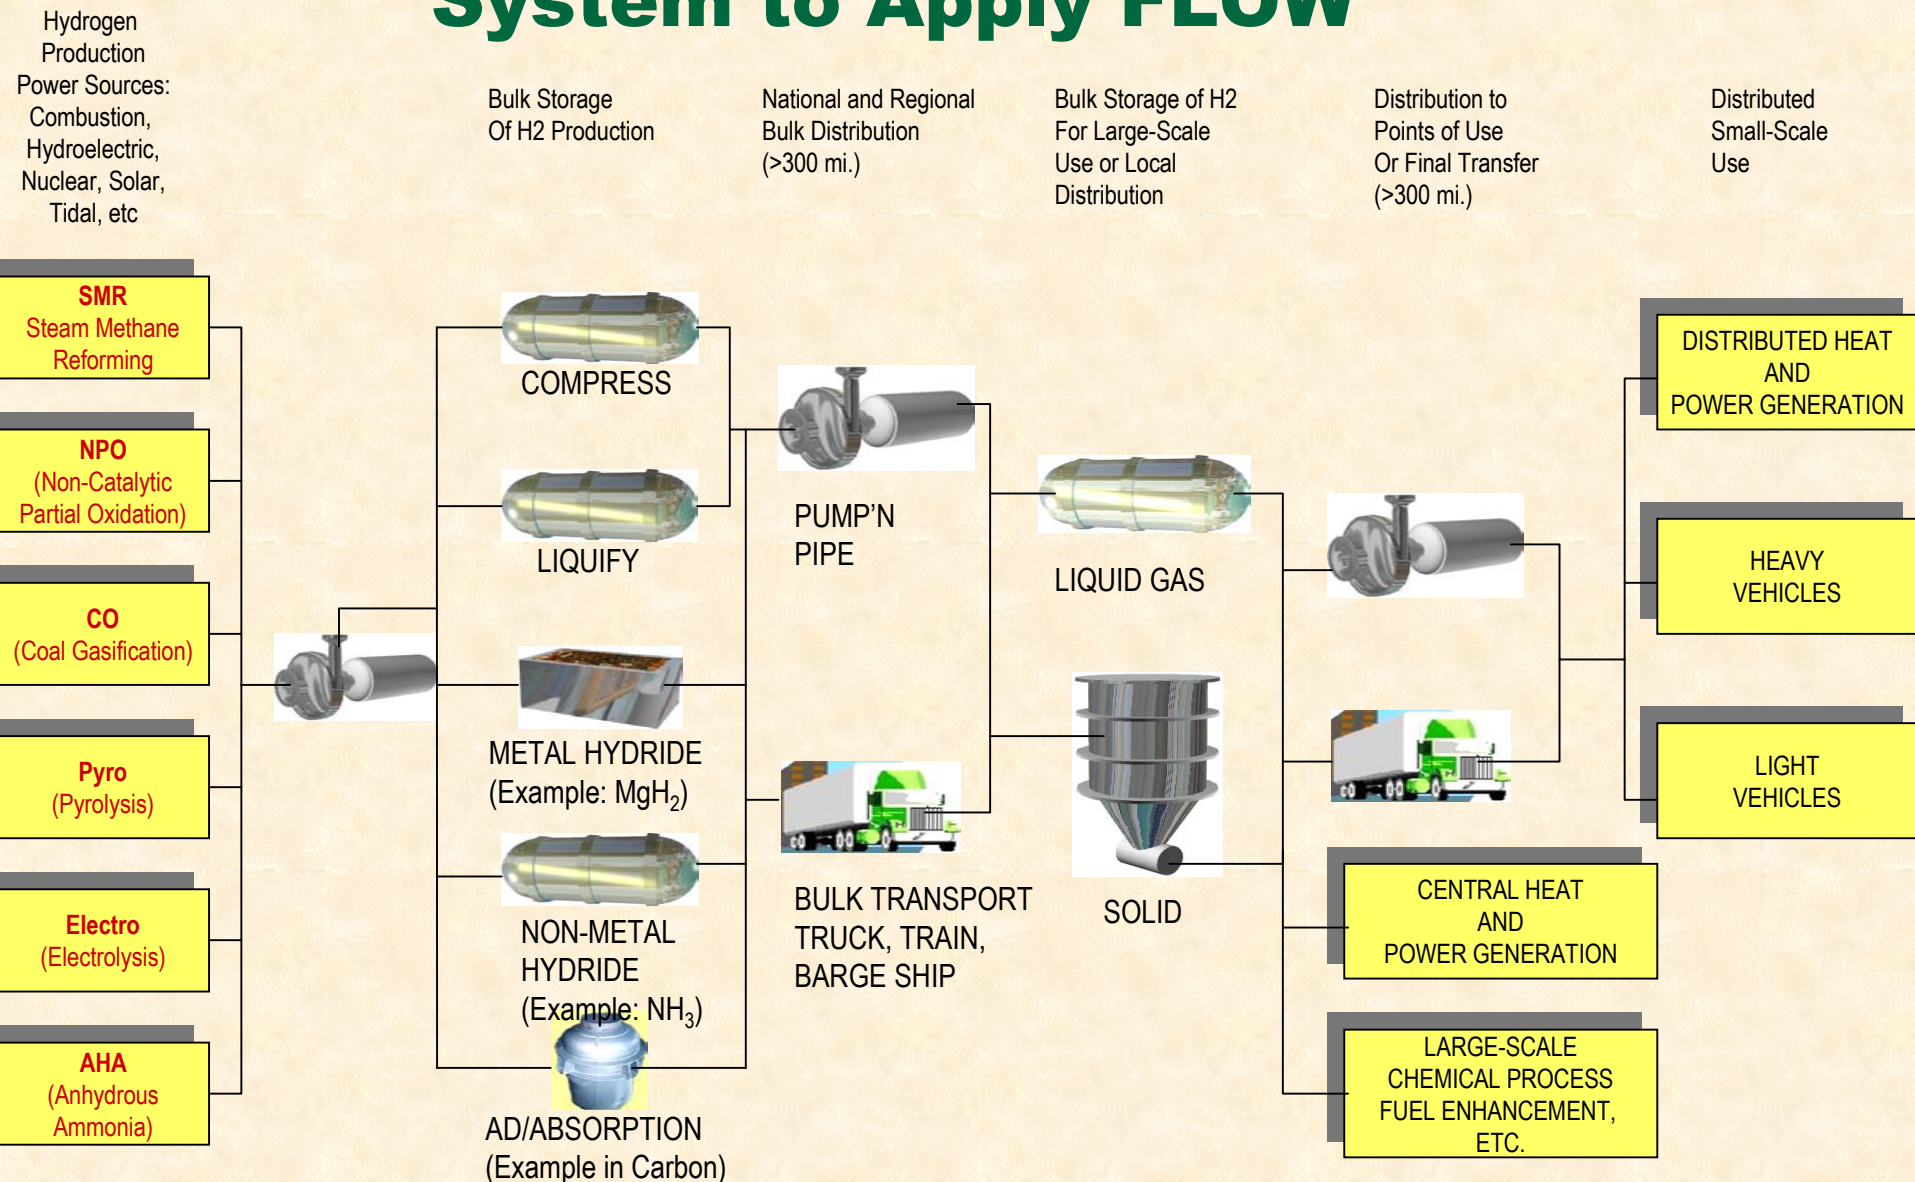 System to Apply FLOW
Hydrogen
Production
Power Sources:
Combustion,
Hydroelectric,
Nuclear, Solar,
Tidal, etc
Bulk Storage
Of H2 Production
National and Regional
Bulk Distribution
(>300 mi.)
Bulk Storage of H2
For Large-Scale
Use or Local
Distribution
Distribution to
Points of Use
Or Final Transfer
(>300 mi.)
Distributed
Small-Scale
Use
SMR
Steam Methane
Reforming
NPO
(Non-Catalytic
Partial Oxidation)
CO
(Coal Gasification)
Pyro
(Pyrolysis)
Electro
(Electrolysis)
AHA
(Anhydrous
Ammonia)
COMPRESS
LIQUIFY
METAL HYDRIDE
(Example: MgH₂)
NON-METAL
HYDRIDE
(Example: NH₃)
AD/ABSORPTION
(Example in Carbon)
PUMP’N
PIPE
BULK TRANSPORT
TRUCK, TRAIN,
BARGE SHIP
LIQUID GAS
SOLID
CENTRAL HEAT
AND
POWER GENERATION
LARGE-SCALE
CHEMICAL PROCESS
FUEL ENHANCEMENT,
ETC.
DISTRIBUTED HEAT
AND
POWER GENERATION
HEAVY
VEHICLES
LIGHT
VEHICLES